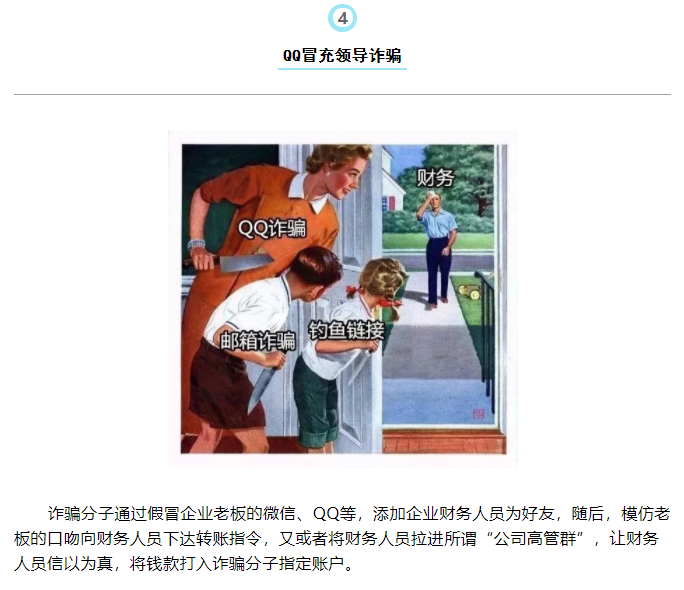 4
QQ冒充领导诈骗
财务
QQ诈骗
钓鱼链接
邮箱诈骗
诈骗分子通过假冒企业老板的微信、QQ等，添加企业财务人员为好友，随后，模仿老
板的口吻向财务人员下达转账指令，又或者将财务人员拉进所谓“公司高管群”，让财务
人员信以为真，将钱款打入诈骗分子指定账户。